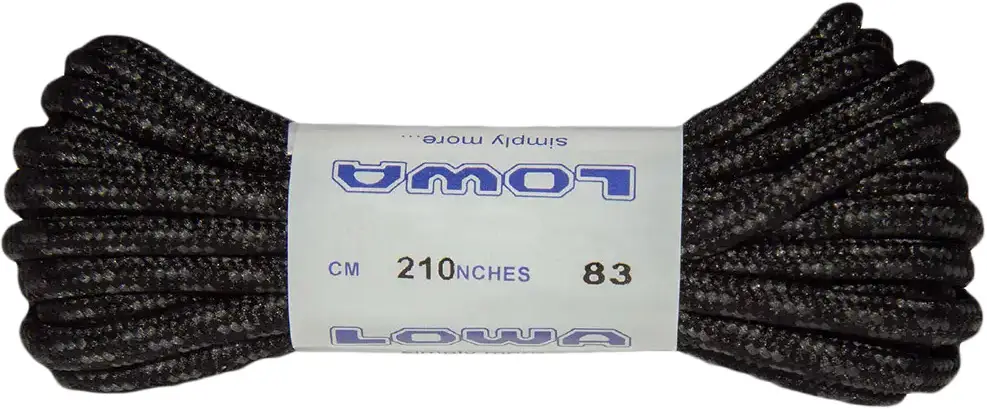 simply more...
LOWA
CM 210NCHES 83
LOWA